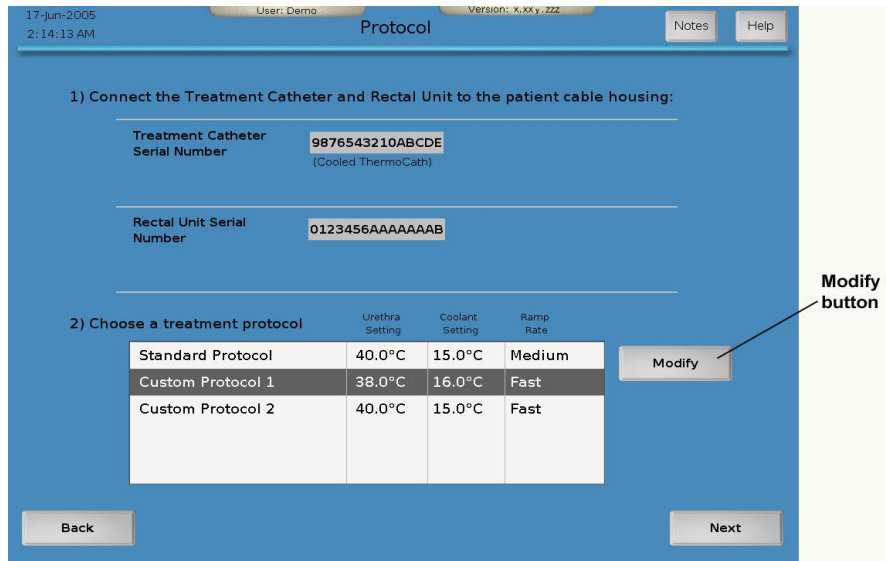 17-Jun-2005
2:14:13 AM
User: Demo
Version: x.xxy.zzz
Protocol
Notes
Help
1) Connect the Treatment Catheter and Rectal Unit to the patient cable housing:
Treatment Catheter
Serial Number
9876543210ABCDE
(Cooled ThermoCath)
Rectal Unit Serial
Number
0123456AAAAAAAB
Modify
button
2) Choose a treatment protocol
Urethra
Setting
Coolant
Setting
Ramp
Rate
Standard Protocol 40.0°C 15.0°C Medium
Custom Protocol 1 38.0°C 16.0°C Fast
Custom Protocol 2 40.0°C 15.0°C Fast
Modify
Back
Next